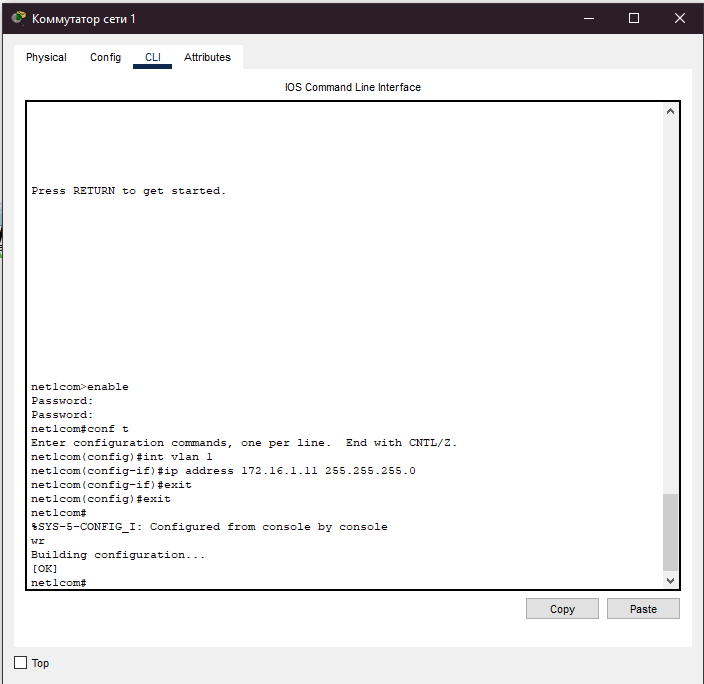 Коммутатор сети 1
Physical Config CLI Attributes
IOS Command Line Interface
Press RETURN to get started.
net1com>enable
Password:
Password:
net1com#conf t
Enter configuration commands, one per line.  End with CNTL/Z.
net1com(config)#int vlan 1
net1com(config-if)#ip address 172.16.1.11 255.255.255.0
net1com(config-if)#exit
net1com(config)#exit
net1com#
%SYS-5-CONFIG_I: Configured from console by console
wr
Building configuration...
[OK]
net1com#
Copy Paste
Top